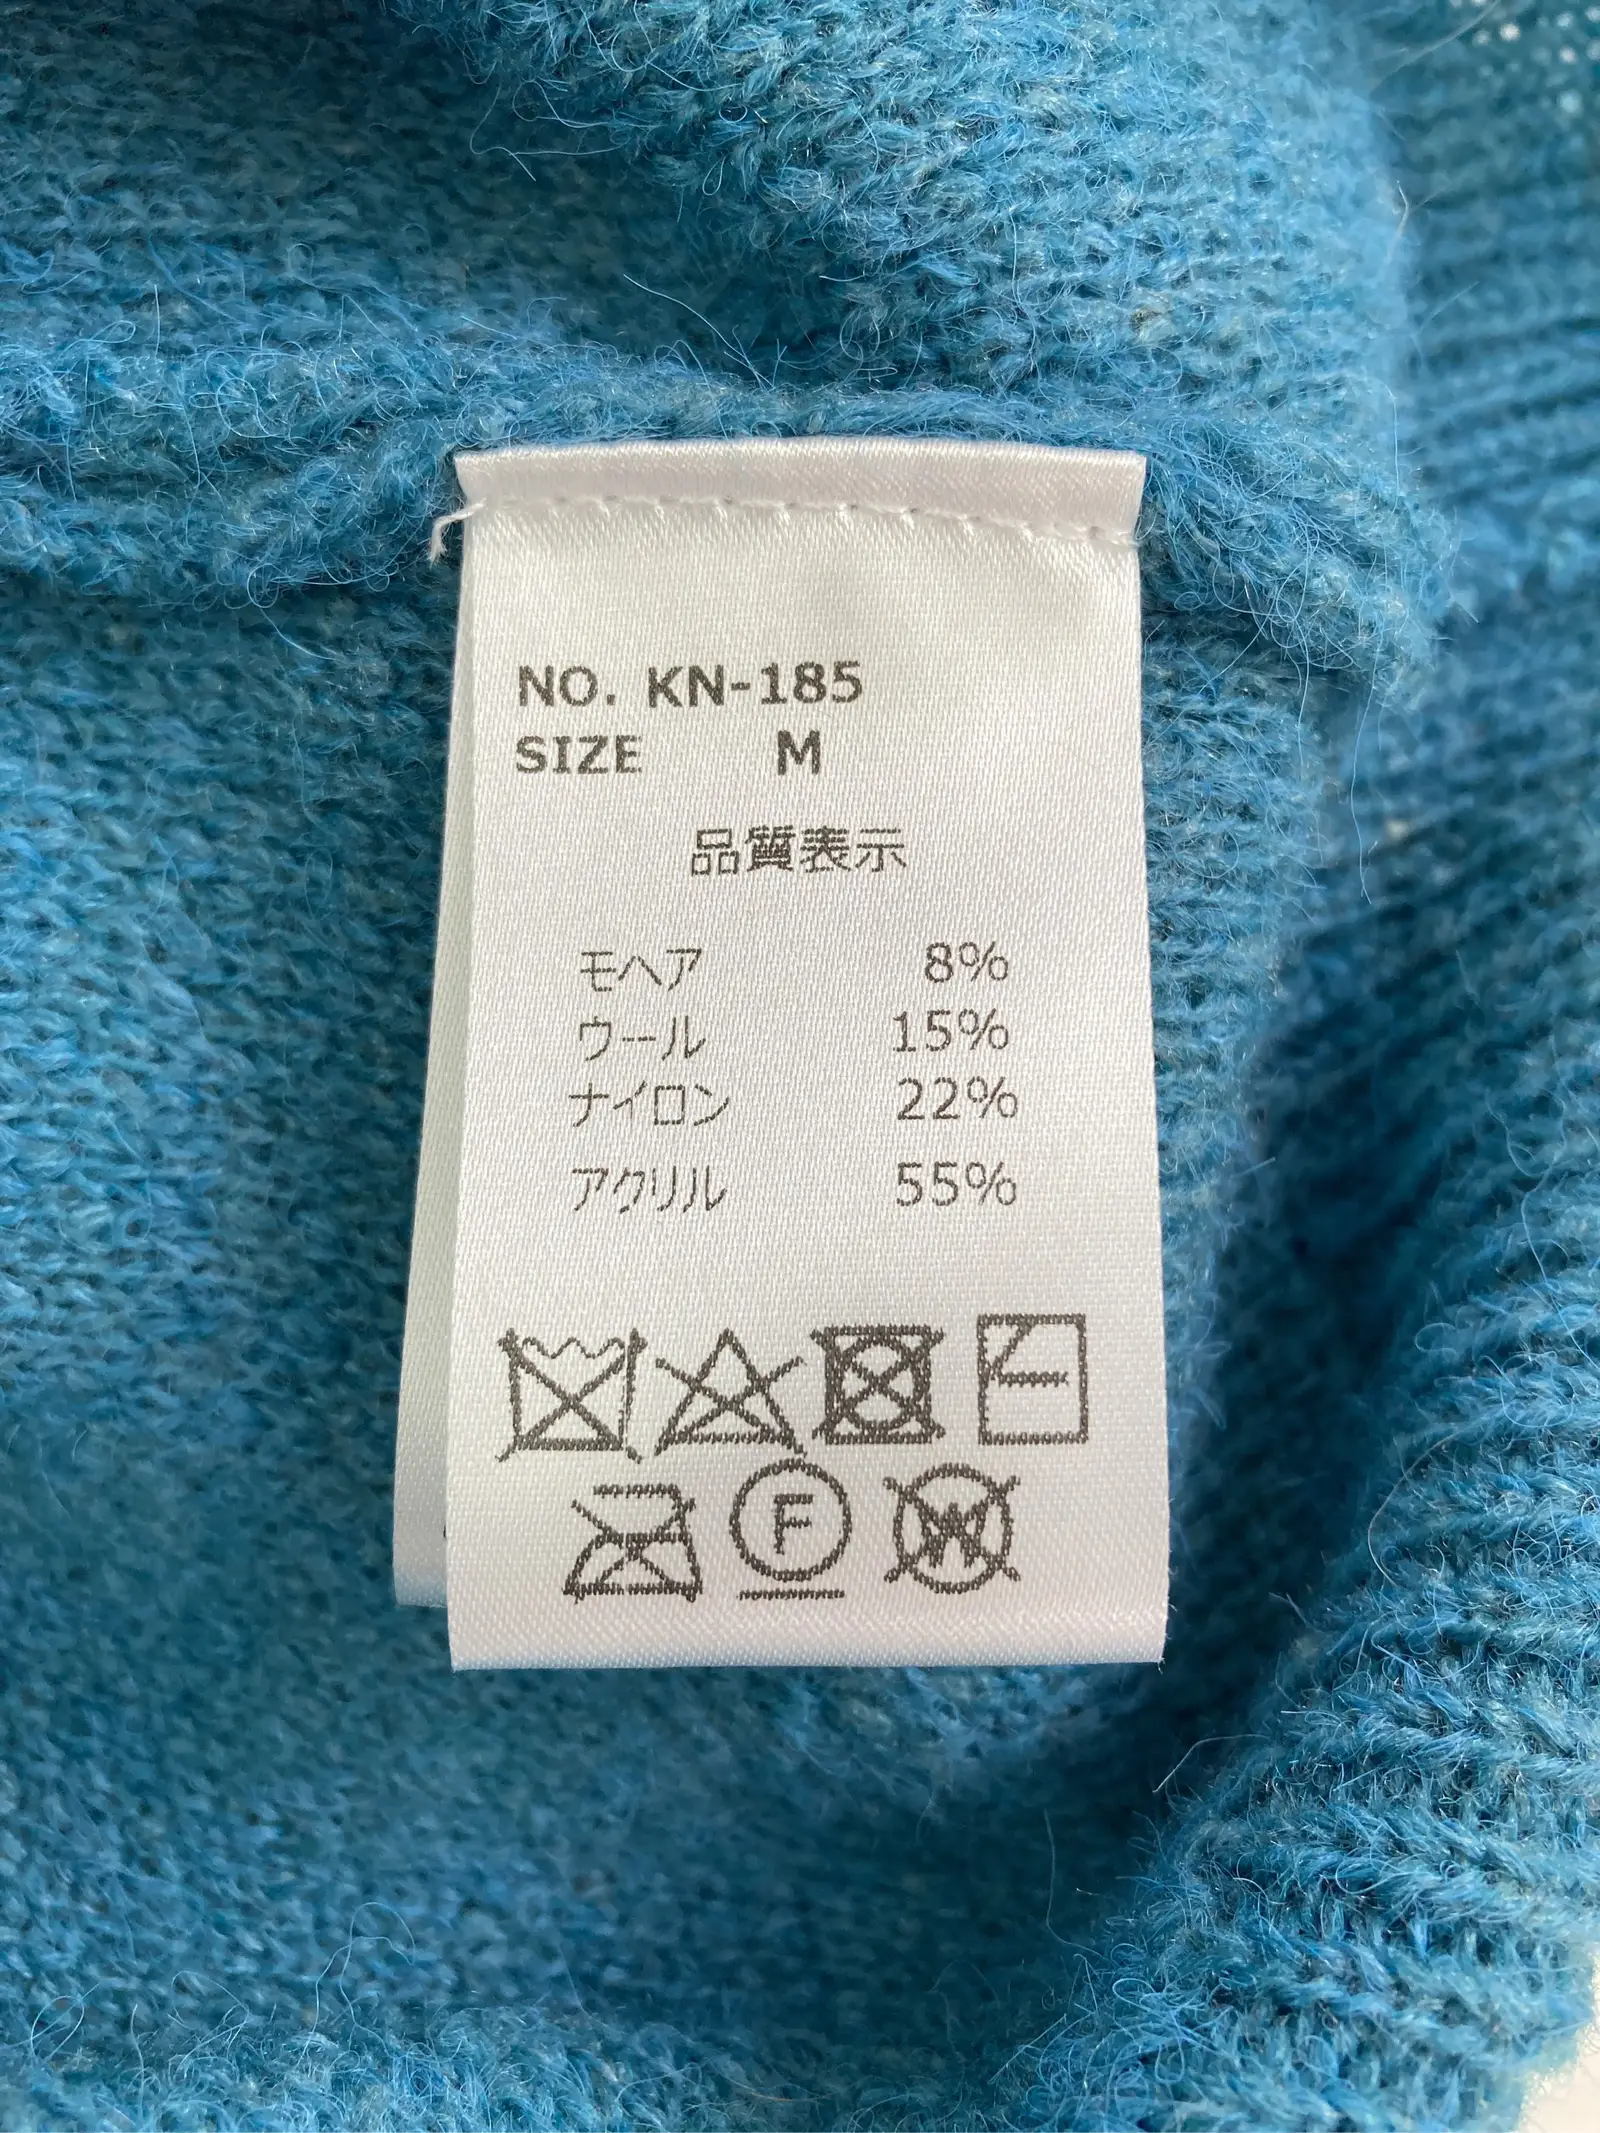 NO. KN-185
SIZE M
品質表示
モヘア 8%
ウール 15%
ナイロン 22%
アクリル 55%
F
W